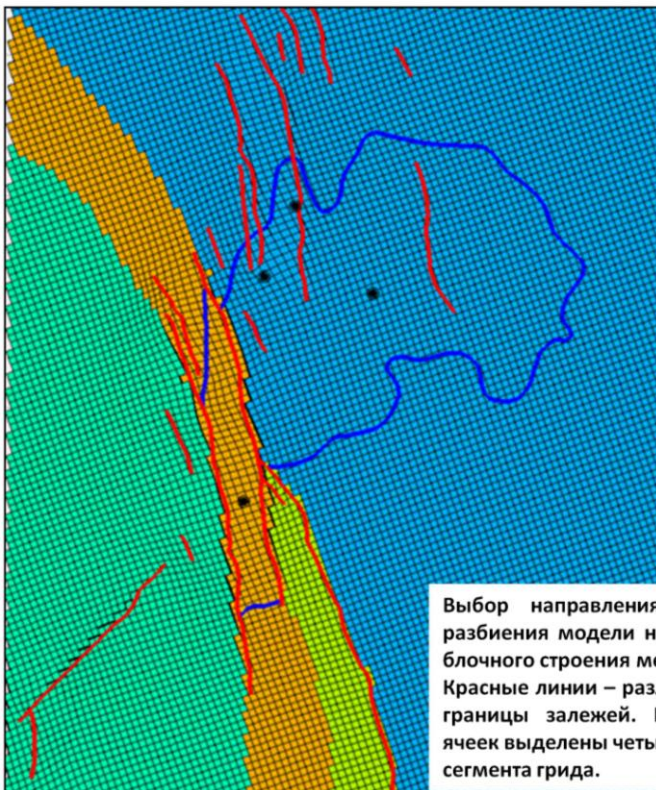 Выбор направления
разбиения модели
блочного строения
Красные линии –
границы залежей.
ячеек выделены
сегмента грида.